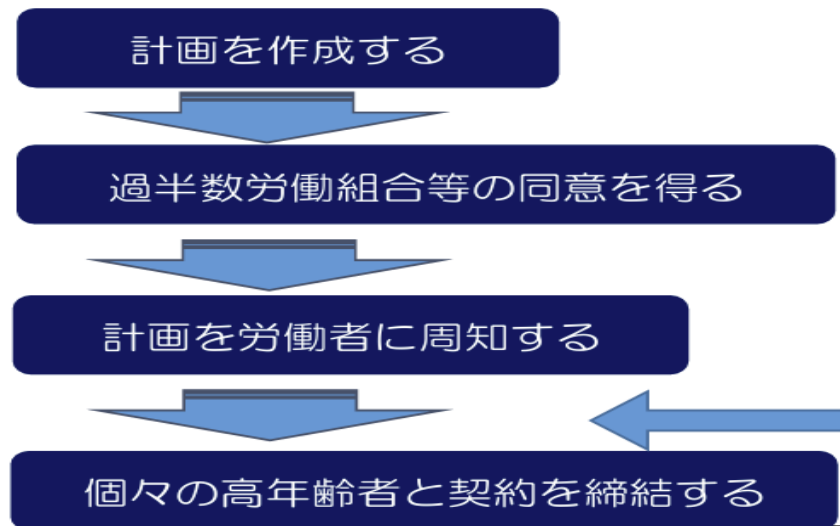 計画を作成する
過半数労働組合等の同意を得る
計画を労働者に周知する
個々の高年齢者と契約を締結する